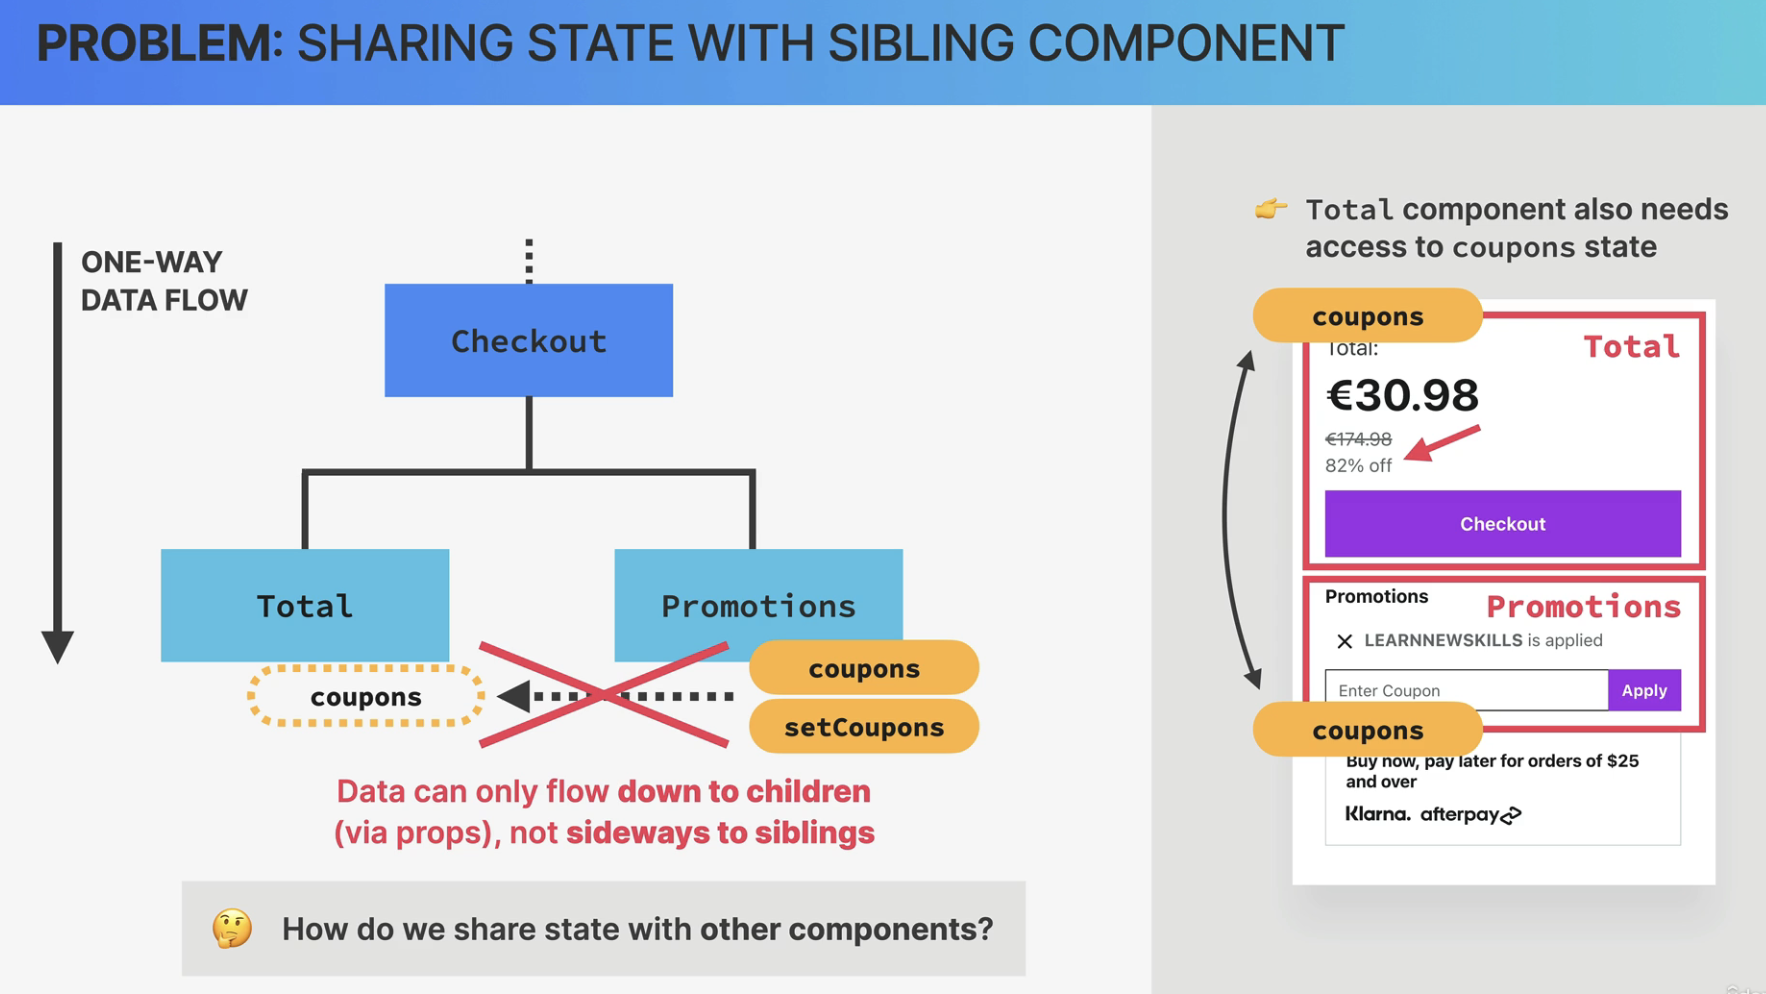 PROBLEM: SHARING STATE WITH SIBLING COMPONENT
ONE-WAY
DATA FLOW
Checkout
Total
Promotions
coupons
coupons
setCoupons
Data can only flow down to children
(via props), not sideways to siblings
🤔 How do we share state with other components?
👉 Total component also needs
access to coupons state
coupons
Total:
Total
€30.98
€174.98
82% off
Checkout
Promotions
Promotions
LEARNNEWSKILLS is applied
Enter Coupon
Apply
coupons
Buy now, pay later for orders of $25
and over
Klarna. afterpay